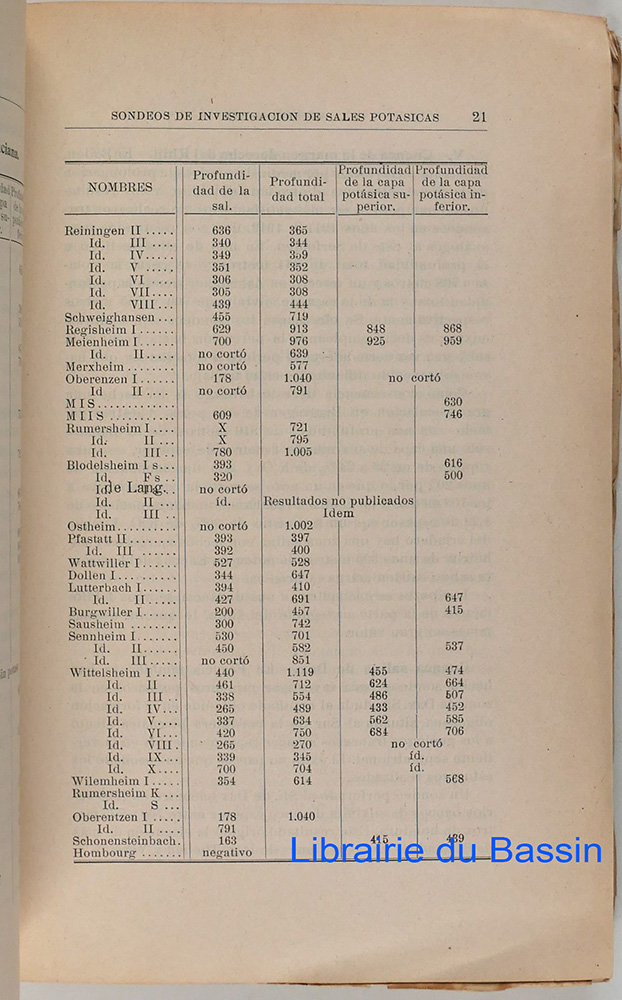 SONDEOS DE INVESTIGACION DE SALES POTASICAS 21
NOMBRES
Profundi-
dad de la
sal.
Profundi-
dad total
Profundidad
de la capa
potásica su-
perior.
Profundidad
de la capa
potásica in-
ferior.
Reiningen II ..... 636 365
Id. III .... 340 344
Id. IV..... 349
Id. V ..... 351 352
Id. VI .... 306 308
Id. VII.... 305 308
Id. VIII... 439 444
Schweighansen ... 455 719
Regisheim I ...... 629 913 848 868
Meienheim I...... 700 976 925 959
Id. II..... no cortó 639
Merxheim ........ no cortó 577
Oberenzen I...... 178 1.040 no cortó
Id II.... no cortó 791
MIS............. 630
MIIS ........... 609 746
Rumersheim I.... X 721
Id. II ... X 795
Id. III.. 780 1.005
Blodelsheim I s... 393 616
Id. F s .. 320 500
Id. no cortó
de Lang.
Id. II ... íd. Resultados no publicados
Id. III .. Idem
Ostheim.......... no cortó 1.002
Pfastatt II........ 393 397
Id. III ...... 392 400
Wattwiller I...... 527 528
Dollen I.......... 344 647
Lutterbach I...... 394 410
Id. II..... 427 691 647
Burgwiller I...... 200 457 415
Sausheim ........ 300 742
Sennheim I....... 530 701
Id. II...... 450 582 537
Id. III..... no cortó 851
Wittelsheim I .... 440 1.119 455 474
Id. II 461 712 624 664
Id. III .. 338 554 486 507
Id. IV... 265 489 433 452
Id. V.... 337 634 562 585
Id. VI... 420 750 684 706
Id. VIII. 265 270 no cortó
Id. IX... 339 345 íd.
Id. X.... 700 704 íd.
Wilemheim I..... 354 614 568
Rumersheim K ...
Id. S ...
Oberentzen I ..... 178 1.040
Id. II .... 791
Schonensteinbach. 163 415 439
Hombourg ....... negativo
Librairie du Bassin